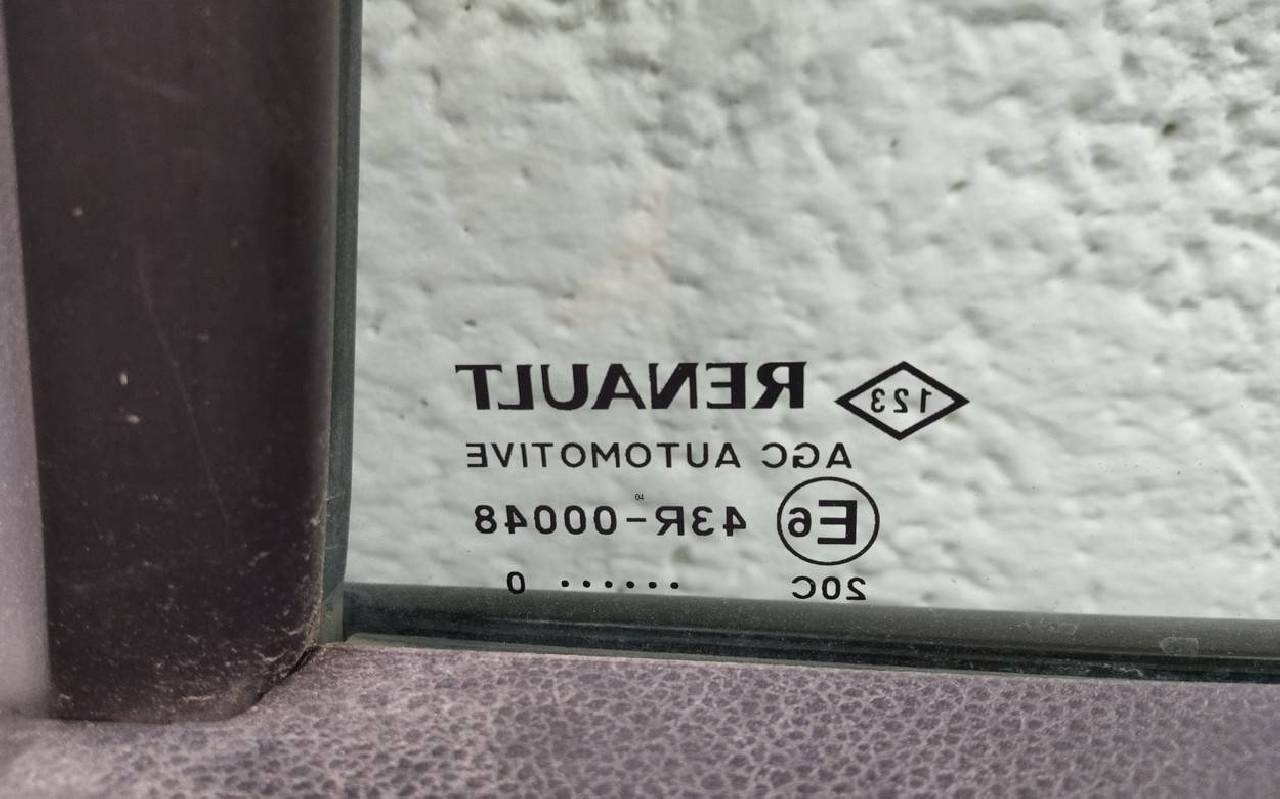 123 RENAULT
AGC AUTOMOTIVE
E6 43R-00048
20C ...... 0